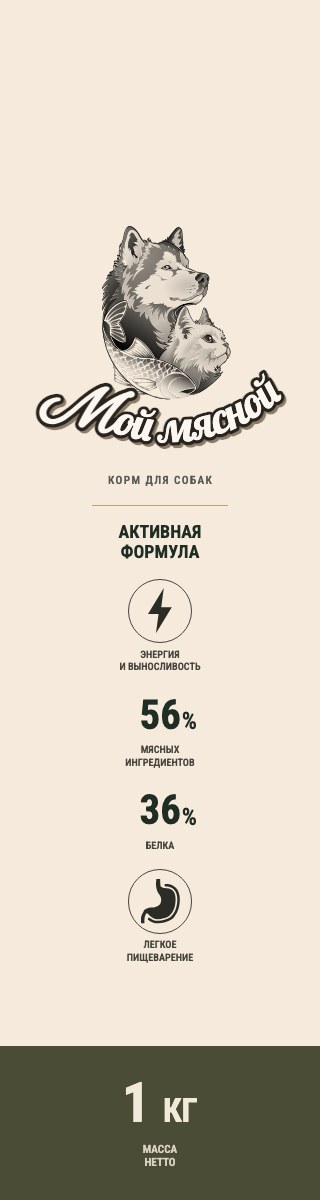 Мой мясной
КОРМ ДЛЯ СОБАК
АКТИВНАЯ
ФОРМУЛА
ЭНЕРГИЯ
И ВЫНОСЛИВОСТЬ
56%
МЯСНЫХ
ИНГРЕДИЕНТОВ
36%
БЕЛКА
ЛЕГКОЕ
ПИЩЕВАРЕНИЕ
1 кг
МАССА
НЕТТО